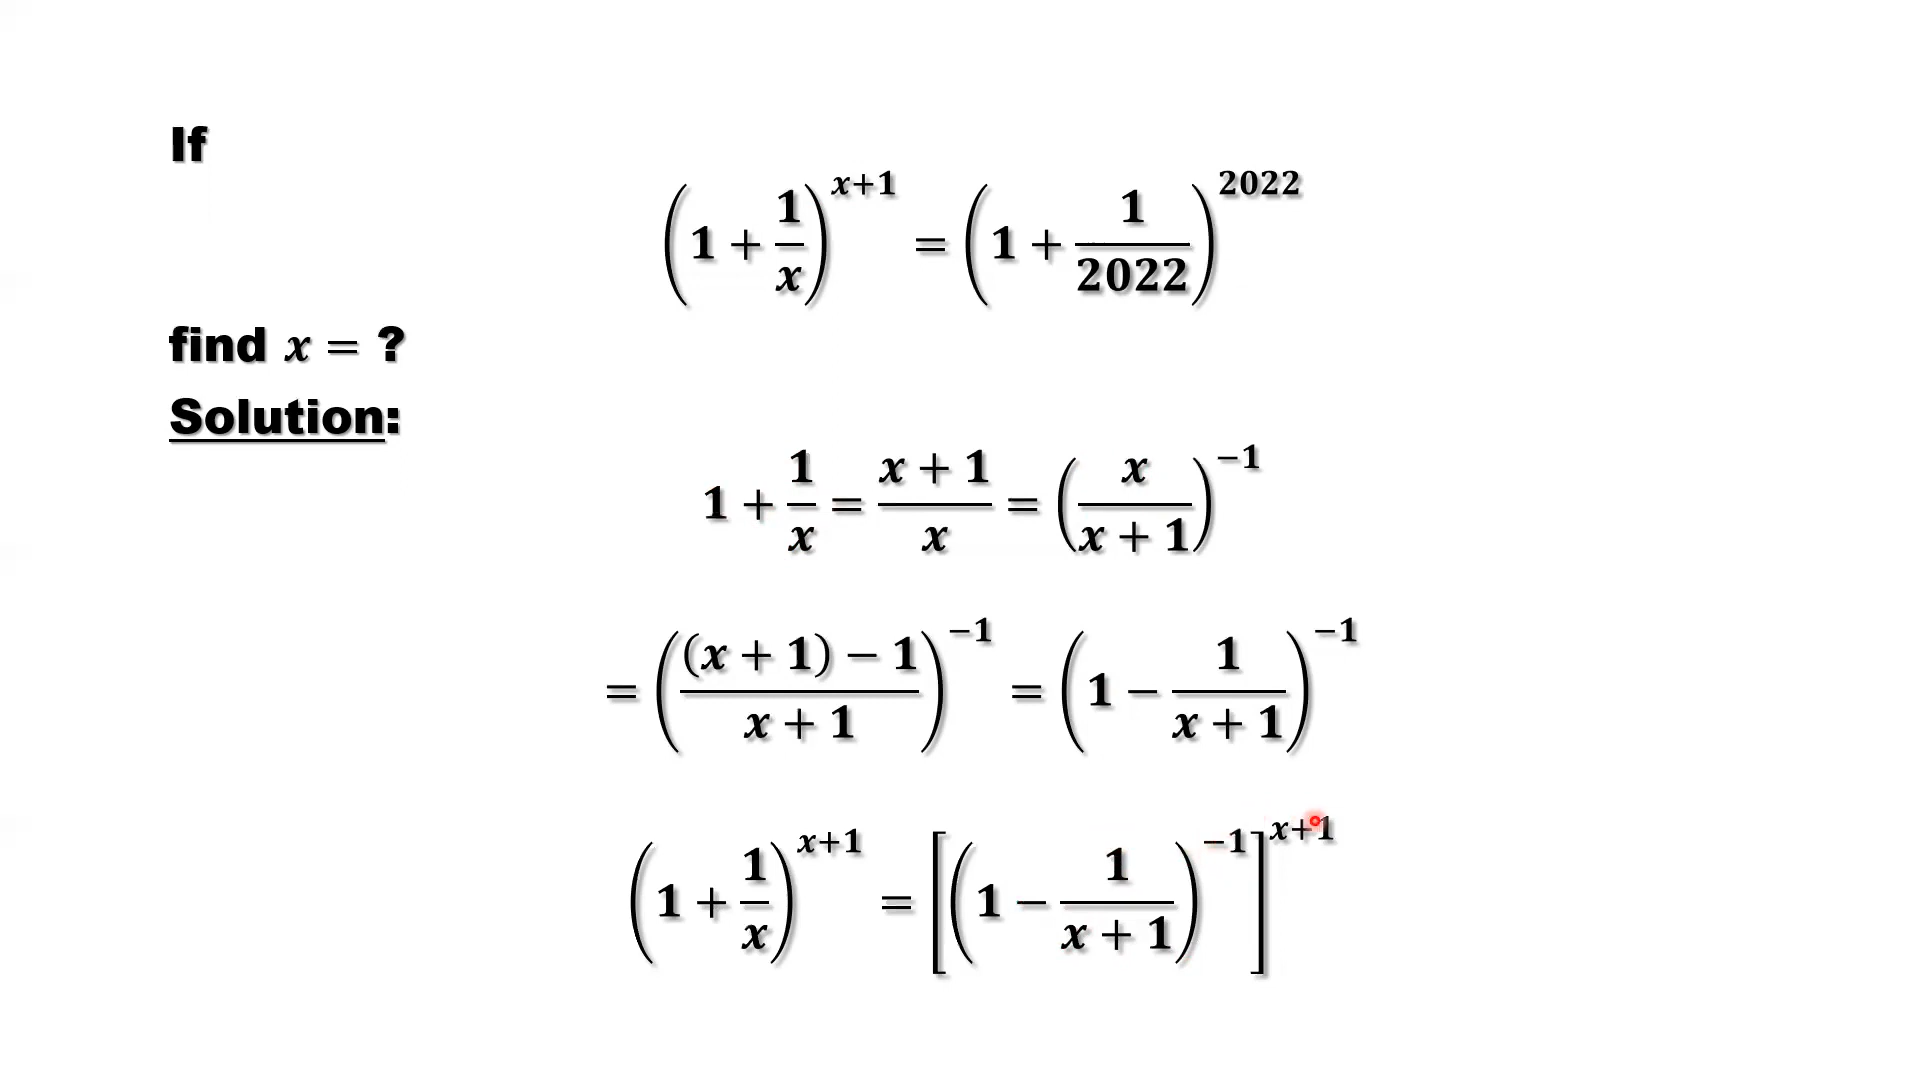 If
(1 + 1/x)^(x+1) = (1 + 1/2022)^2022
find x = ?
Solution:
1 + 1/x = (x + 1)/x = (x/(x + 1))^(−1)
= (((x + 1) − 1)/(x + 1))^(−1) = (1 − 1/(x + 1))^(−1)
(1 + 1/x)^(x+1) = [(1 − 1/(x + 1))^(−1)]^(x+1)